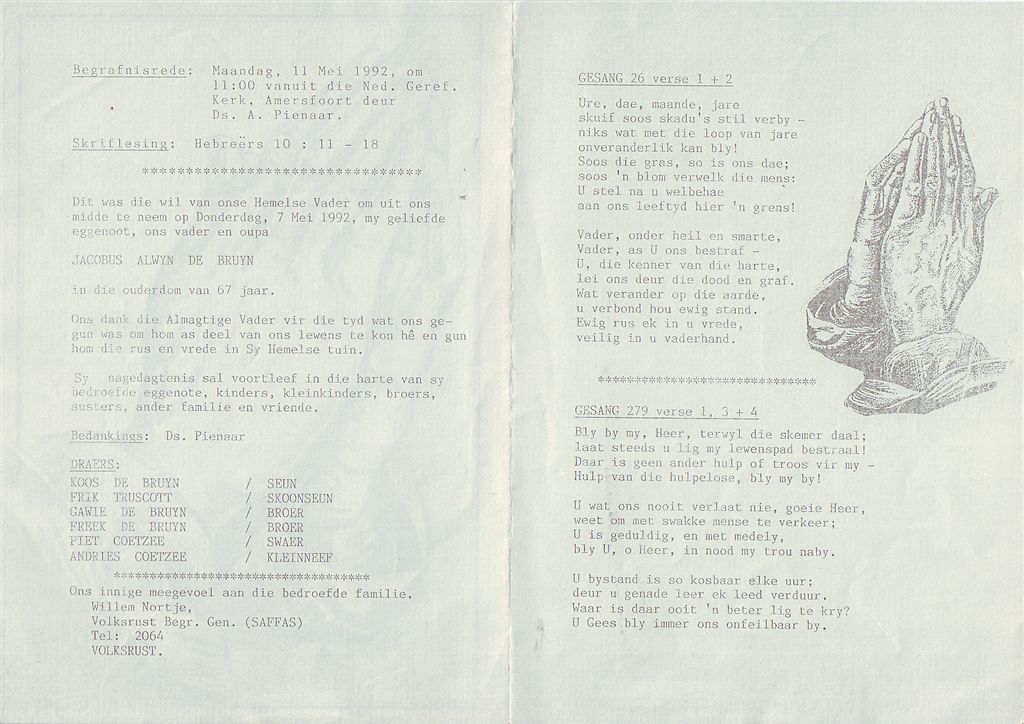 Begrafnisrede: Maandag, 11 Mei 1992, om
11:00 vanuit die Ned. Geref.
Kerk, Amersfoort deur
Ds. A. Pienaar.
Skriflesing: Hebreërs 10 : 11 - 18
********************************
Dit was die wil van onse Hemelse Vader om uit ons
midde te neem op Donderdag, 7 Mei 1992, my geliefde
eggenoot, ons vader en oupa
JACOBUS ALWYN DE BRUYN
in die ouderdom van 67 jaar.
Ons dank die Almagtige Vader vir die tyd wat ons ge-
gun was om hom as deel van ons lewens te kon hê en gun
hom die rus en vrede in Sy Hemelse tuin.
Sy nagedagtenis sal voortleef in die harte van sy
bedroefde eggenote, kinders, kleinkinders, broers,
susters, ander familie en vriende.
Bedankings: Ds. Pienaar
DRAERS:
KOOS DE BRUYN / SEUN
FRIK TRUSCOTT / SKOONSEUN
GAWIE DE BRUYN / BROER
FREEK DE BRUYN / BROER
PIET COETZEE / SWAER
ANDRIES COETZEE / KLEINNEEF
***********************************
Ons innige meegevoel aan die bedroefde familie.
Willem Nortje,
Volksrust Begr. Gen. (SAFFAS)
Tel: 2064
VOLKSRUST.
GESANG 26 verse 1 + 2
Ure, dae, maande, jare
skuif soos skadu's stil verby -
niks wat met die loop van jare
onveranderlik kan bly!
Soos die gras, so is ons dae;
soos 'n blom verwelk die mens:
U stel na u welbehae
aan ons leeftyd hier 'n grens!
Vader, onder heil en smarte,
Vader, as U ons bestraf -
U, die kenner van die harte,
lei ons deur die dood en graf.
Wat verander op die aarde,
u verbond hou ewig stand.
Ewig rus ek in u vrede,
veilig in u vaderhand.
******************************
GESANG 279 verse 1, 3 + 4
Bly by my, Heer, terwyl die skemer daal;
laat steeds u lig my lewenspad bestraal!
Daar is geen ander hulp of troos vir my -
Hulp van die hulpelose, bly my by!
U wat ons nooit verlaat nie, goeie Heer,
weet om met swakke mense te verkeer;
U is geduldig, en met medely,
bly U, o Heer, in nood my trou naby.
U bystand is so kosbaar elke uur;
deur u genade leer ek leed verduur.
Waar is daar ooit 'n beter lig te kry?
U Gees bly immer ons onfeilbaar by.